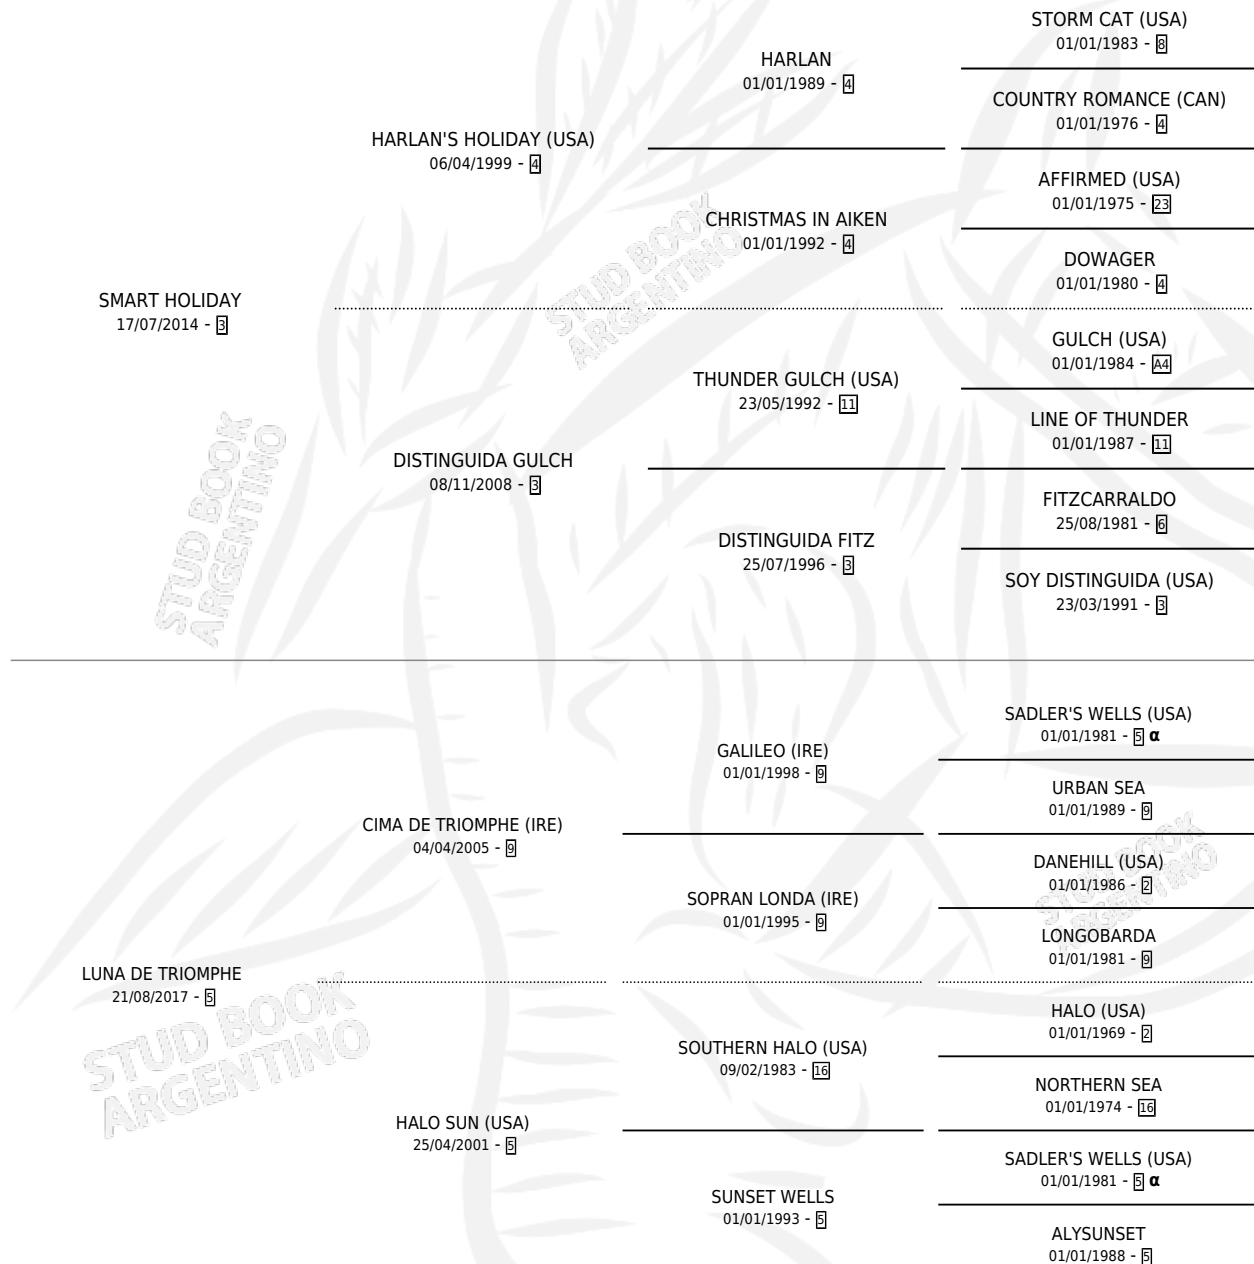 STORM CAT (USA)
01/01/1983 - 8
HARLAN
01/01/1989 - 4
COUNTRY ROMANCE (CAN)
01/01/1976 - 4
HARLAN'S HOLIDAY (USA)
06/04/1999 - 4
AFFIRMED (USA)
01/01/1975 - 23
CHRISTMAS IN AIKEN
01/01/1992 - 4
DOWAGER
01/01/1980 - 4
STUD BOOK
ARGENTINO
SMART HOLIDAY
17/07/2014 - 3
GULCH (USA)
01/01/1984 - A4
THUNDER GULCH (USA)
23/05/1992 - 11
LINE OF THUNDER
01/01/1987 - 11
DISTINGUIDA GULCH
08/11/2008 - 3
FITZCARRALDO
25/08/1981 - 6
DISTINGUIDA FITZ
25/07/1996 - 3
SOY DISTINGUIDA (USA)
23/03/1991 - 3
STUD BOOK
ARGENTINO
SADLER'S WELLS (USA)
01/01/1981 - 5 α
GALILEO (IRE)
01/01/1998 - 9
URBAN SEA
01/01/1989 - 9
CIMA DE TRIOMPHE (IRE)
04/04/2005 - 9
DANEHILL (USA)
01/01/1986 - 2
STUD BOOK
ARGENTINO
SOPRAN LONDA (IRE)
01/01/1995 - 9
LONGOBARDA
01/01/1981 - 9
LUNA DE TRIOMPHE
21/08/2017 - 5
STUD BOOK
ARGENTINO
HALO (USA)
01/01/1969 - 2
SOUTHERN HALO (USA)
09/02/1983 - 16
NORTHERN SEA
01/01/1974 - 16
HALO SUN (USA)
25/04/2001 - 5
SADLER'S WELLS (USA)
01/01/1981 - 5 α
SUNSET WELLS
01/01/1993 - 5
ALYSUNSET
01/01/1988 - 5